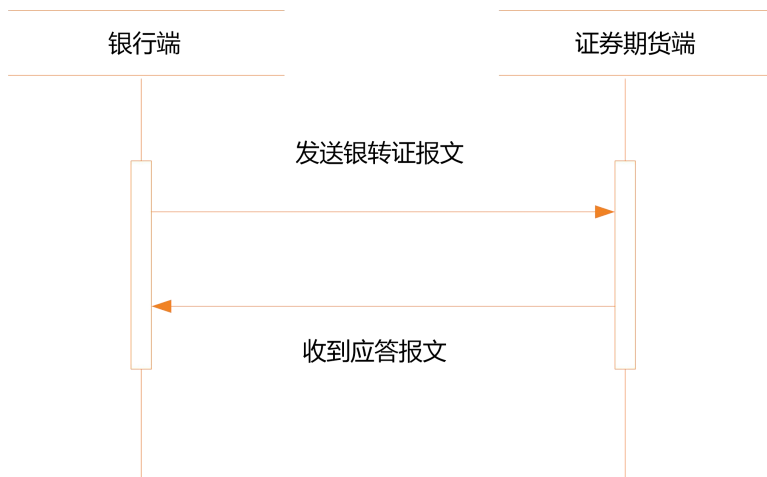 银行端
证券期货端
发送银转证报文
收到应答报文